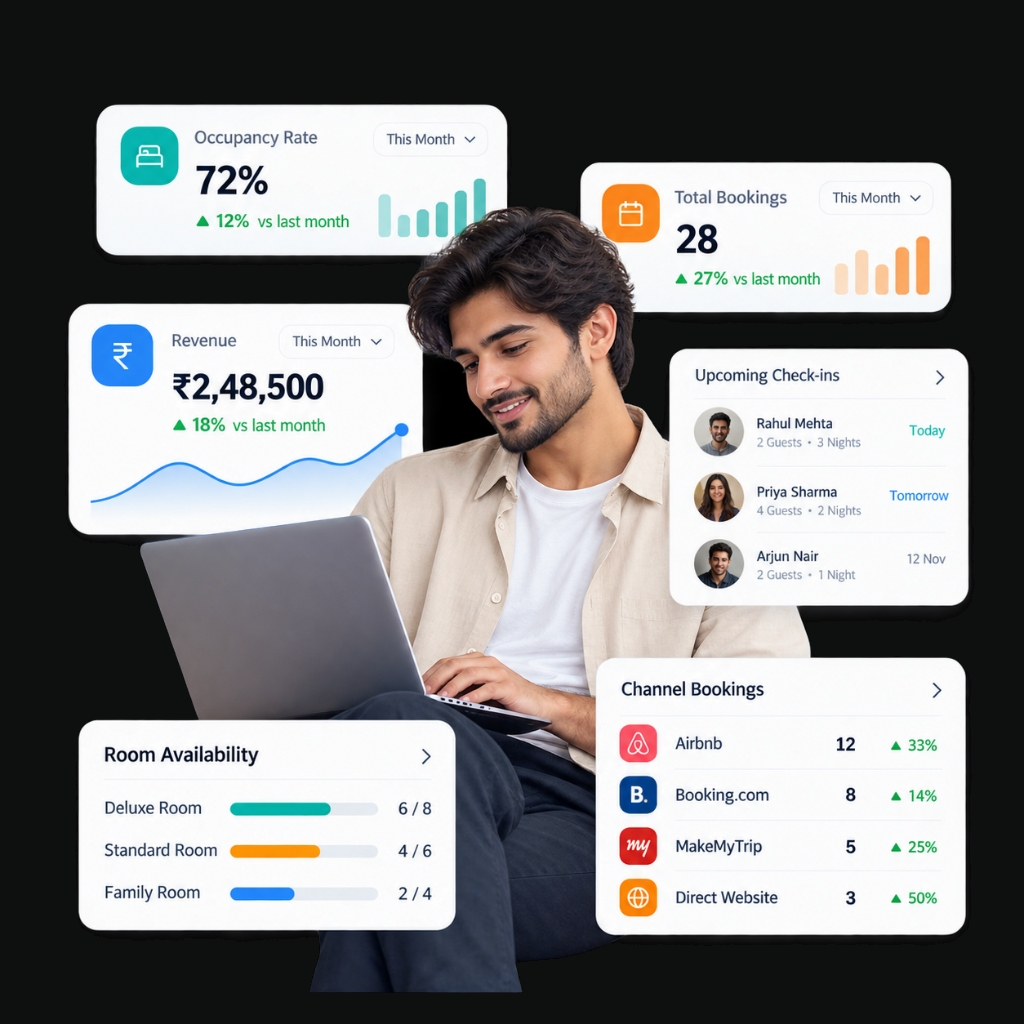 Occupancy Rate
This Month
72%
▲ 12% vs last month
Total Bookings
This Month
28
▲ 27% vs last month
Revenue
This Month
₹
₹2,48,500
▲ 18% vs last month
Upcoming Check-ins
Rahul Mehta
2 Guests • 3 Nights
Today
Priya Sharma
4 Guests • 2 Nights
Tomorrow
Arjun Nair
2 Guests • 1 Night
12 Nov
Room Availability
Deluxe Room 6 / 8
Standard Room 4 / 6
Family Room 2 / 4
Channel Bookings
Airbnb 12 ▲ 33%
B. Booking.com 8 ▲ 14%
my MakeMyTrip 5 ▲ 25%
Direct Website 3 ▲ 50%